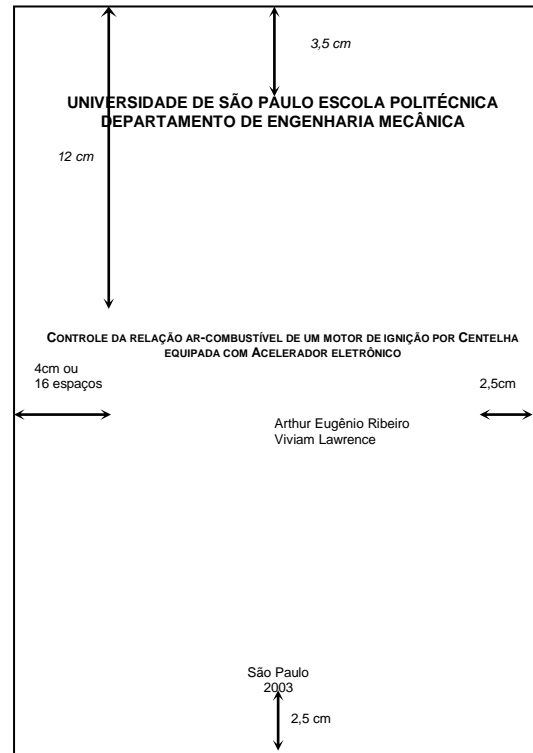 3,5 cm
UNIVERSIDADE DE SÃO PAULO ESCOLA POLITÉCNICA
DEPARTAMENTO DE ENGENHARIA MECÂNICA
12 cm
CONTROLE DA RELAÇÃO AR-COMBUSTÍVEL DE UM MOTOR DE IGNIÇÃO POR CENTELHA
EQUIPADA COM ACELERADOR ELETRÔNICO
4cm ou
16 espaços
2,5cm
Arthur Eugênio Ribeiro
Viviam Lawrence
São Paulo
2003
2,5 cm